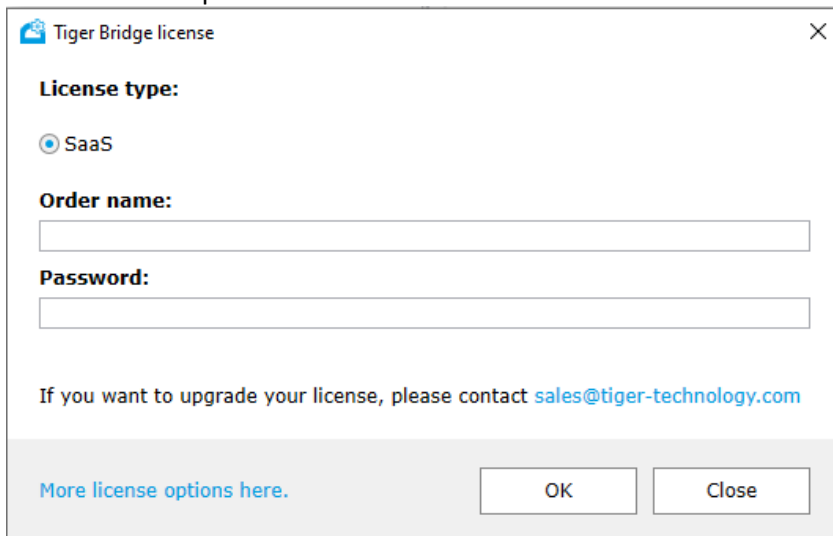 Tiger Bridge license
License type:
SaaS
Order name:
Password:
If you want to upgrade your license, please contact sales@tiger-technology.com
More license options here.
OK
Close